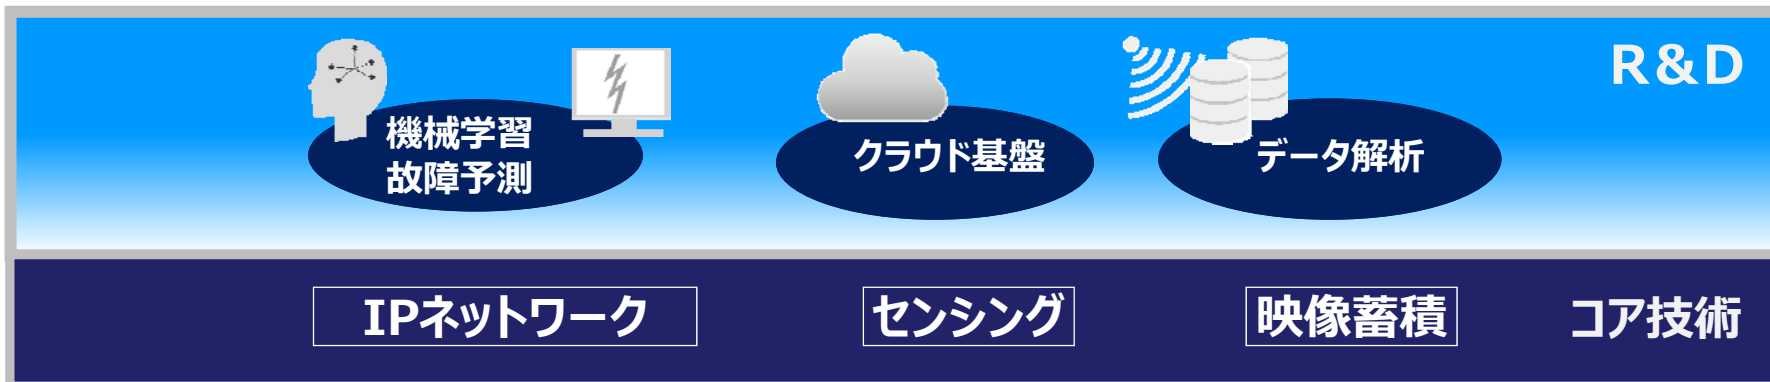 R&D
機械学習
故障予測
クラウド基盤
データ解析
IPネットワーク
センシング
映像蓄積
コア技術